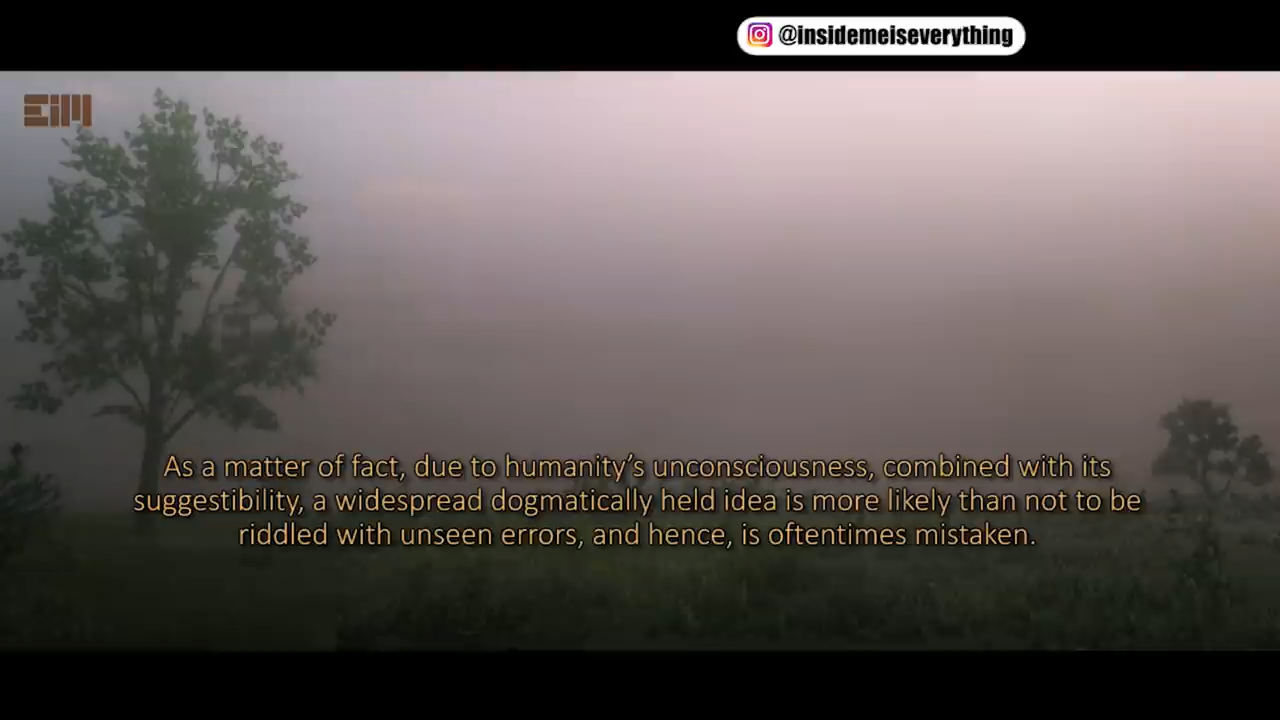 @insidemeiseverything
EiM
As a matter of fact, due to humanity’s unconsciousness, combined with its
suggestibility, a widespread dogmatically held idea is more likely than not to be
riddled with unseen errors, and hence, is oftentimes mistaken.